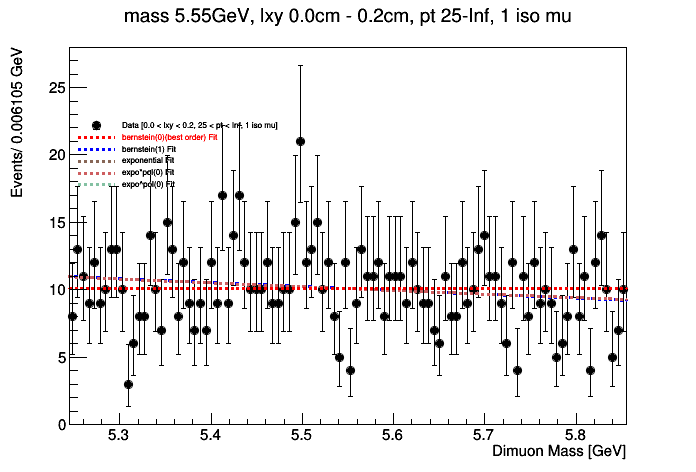 mass 5.55GeV, lxy 0.0cm - 0.2cm, pt 25-Inf, 1 iso mu
Events/ 0.006105 GeV
25
20
15
10
5
0
Data [0.0 < lxy < 0.2, 25 < pt < Inf, 1 iso mu]
bernstein(0)(best order) Fit
bernstein(1) Fit
exponential Fit
expo*pol(0) Fit
expo*pol(0) Fit
5.3 5.4 5.5 5.6 5.7 5.8
Dimuon Mass [GeV]